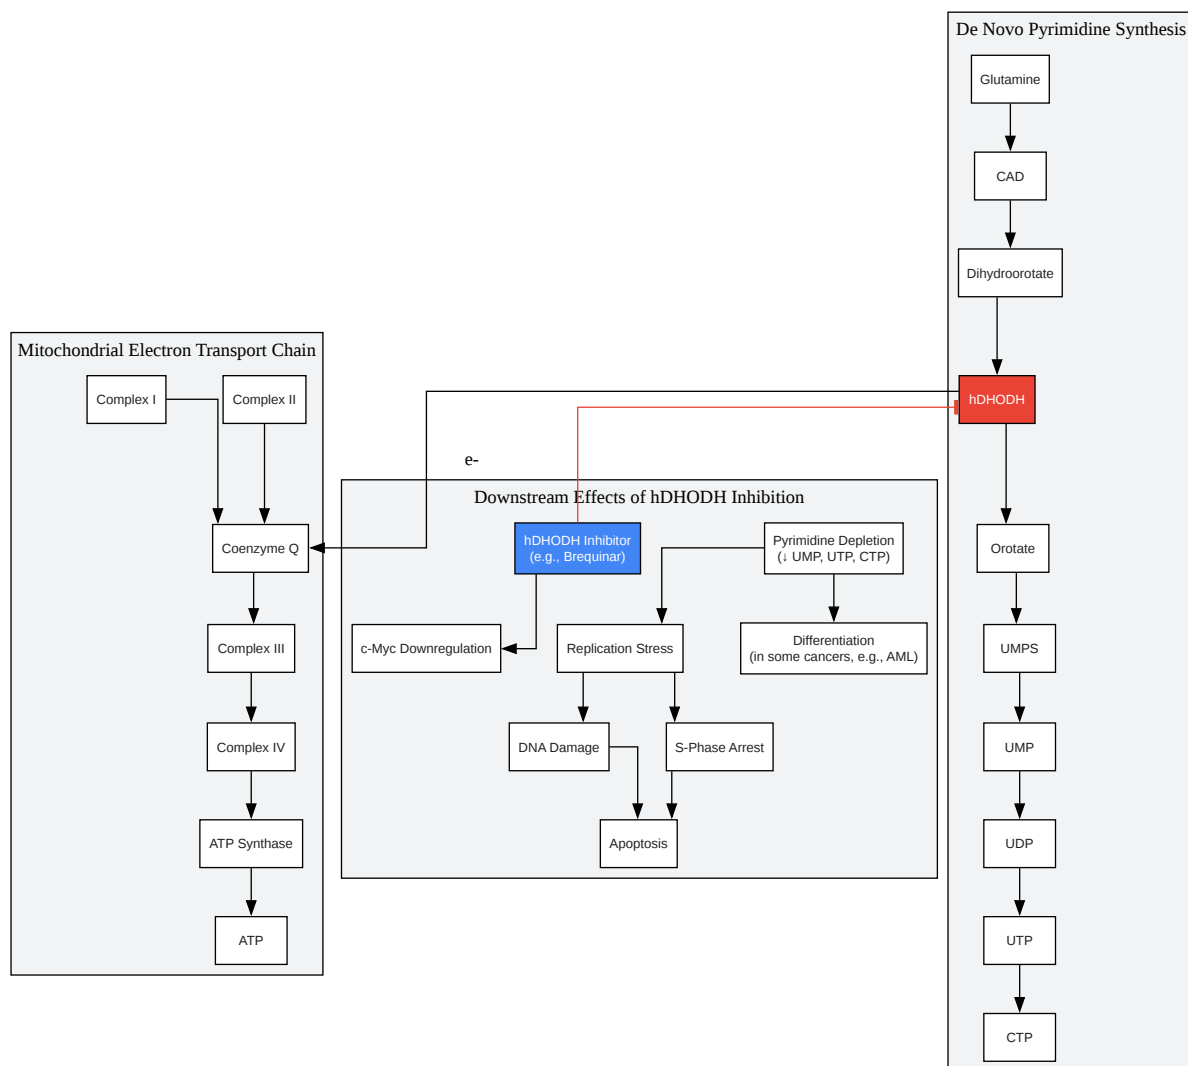 De Novo Pyrimidine Synthesis
Glutamine
CAD
Dihydroorotate
hDHODH
Orotate
UMPS
UMP
UDP
UTP
CTP
Mitochondrial Electron Transport Chain
Complex I
Complex II
Coenzyme Q
Complex III
Complex IV
ATP Synthase
ATP
e-
Downstream Effects of hDHODH Inhibition
hDHODH Inhibitor
(e.g., Brequinar)
Pyrimidine Depletion
(↓ UMP, UTP, CTP)
c-Myc Downregulation
Replication Stress
Differentiation
(in some cancers, e.g., AML)
DNA Damage
S-Phase Arrest
Apoptosis